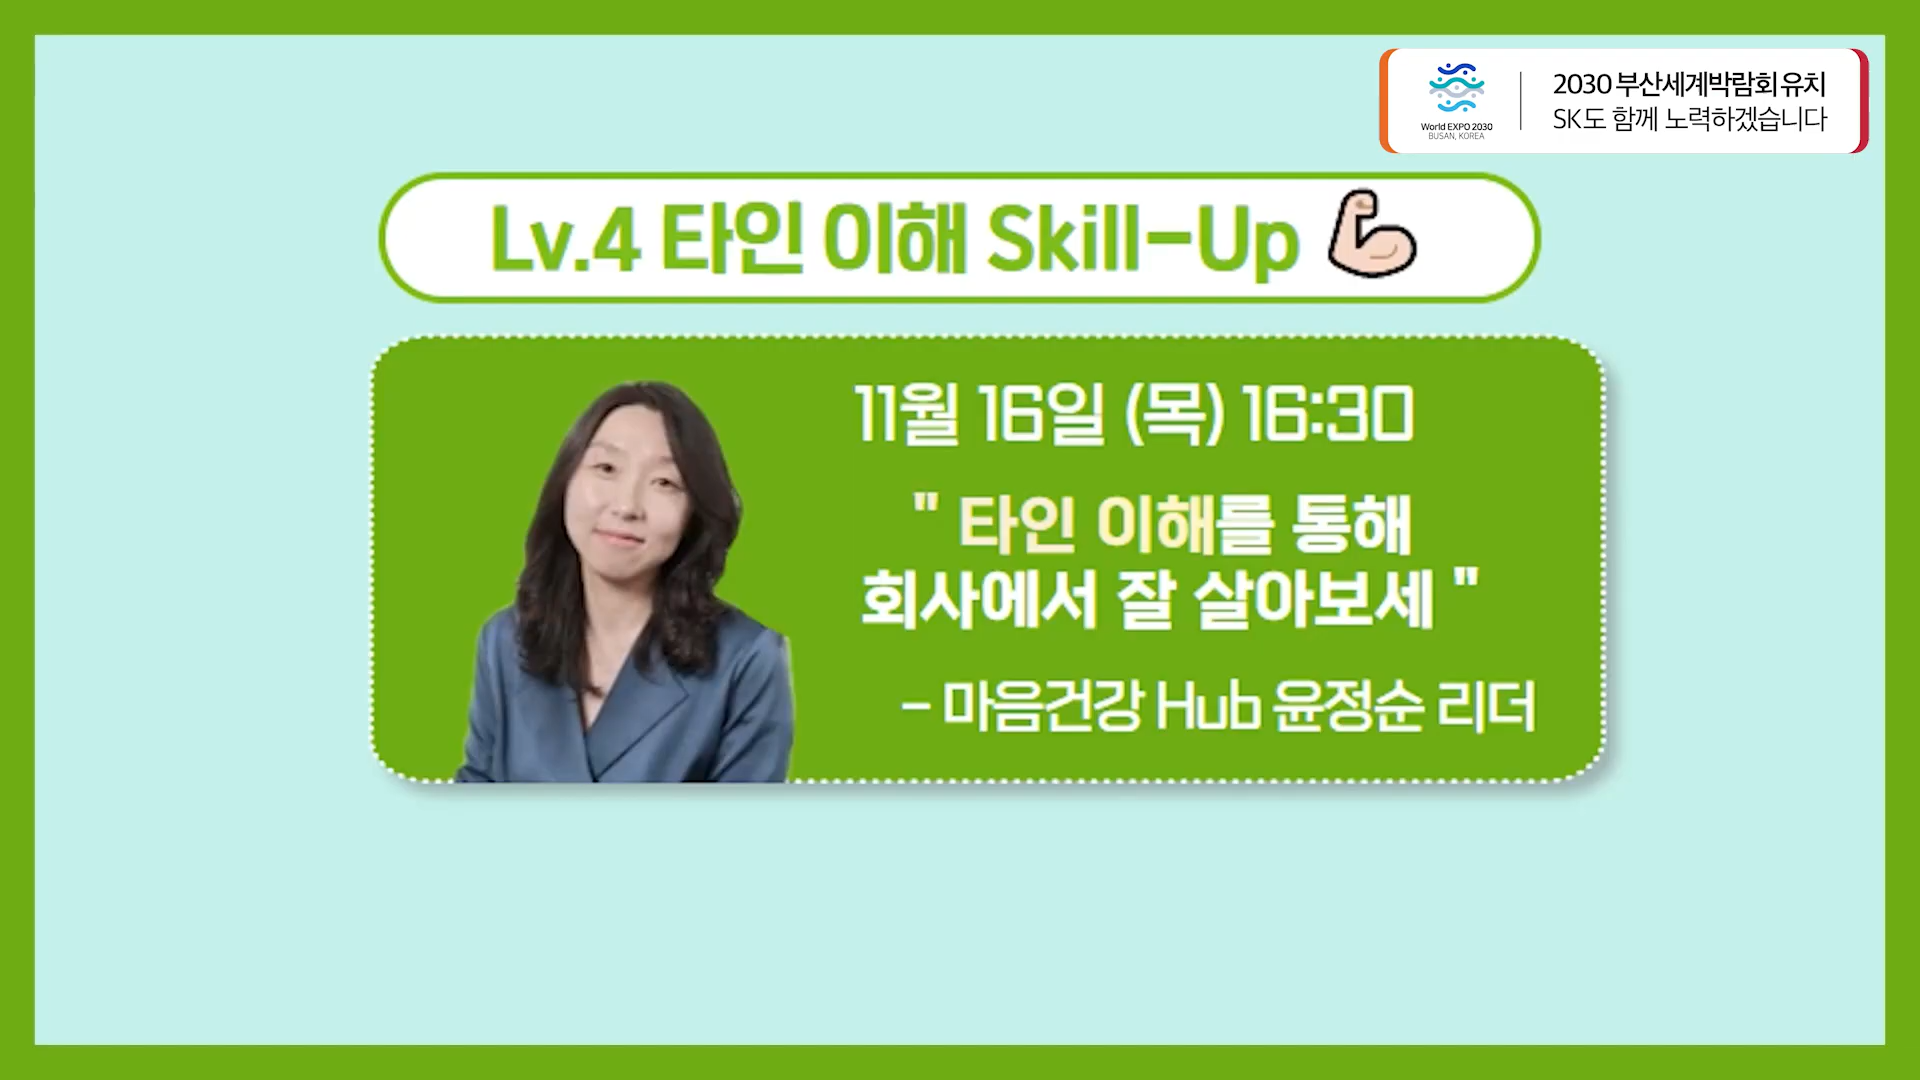 World EXPO 2030
BUSAN, KOREA
2030 부산세계박람회 유치
SK도 함께 노력하겠습니다
Lv.4 타인 이해 Skill-Up
11월 16일 (목) 16:30
" 타인 이해를 통해
회사에서 잘 살아보세 "
- 마음건강 Hub 윤정순 리더